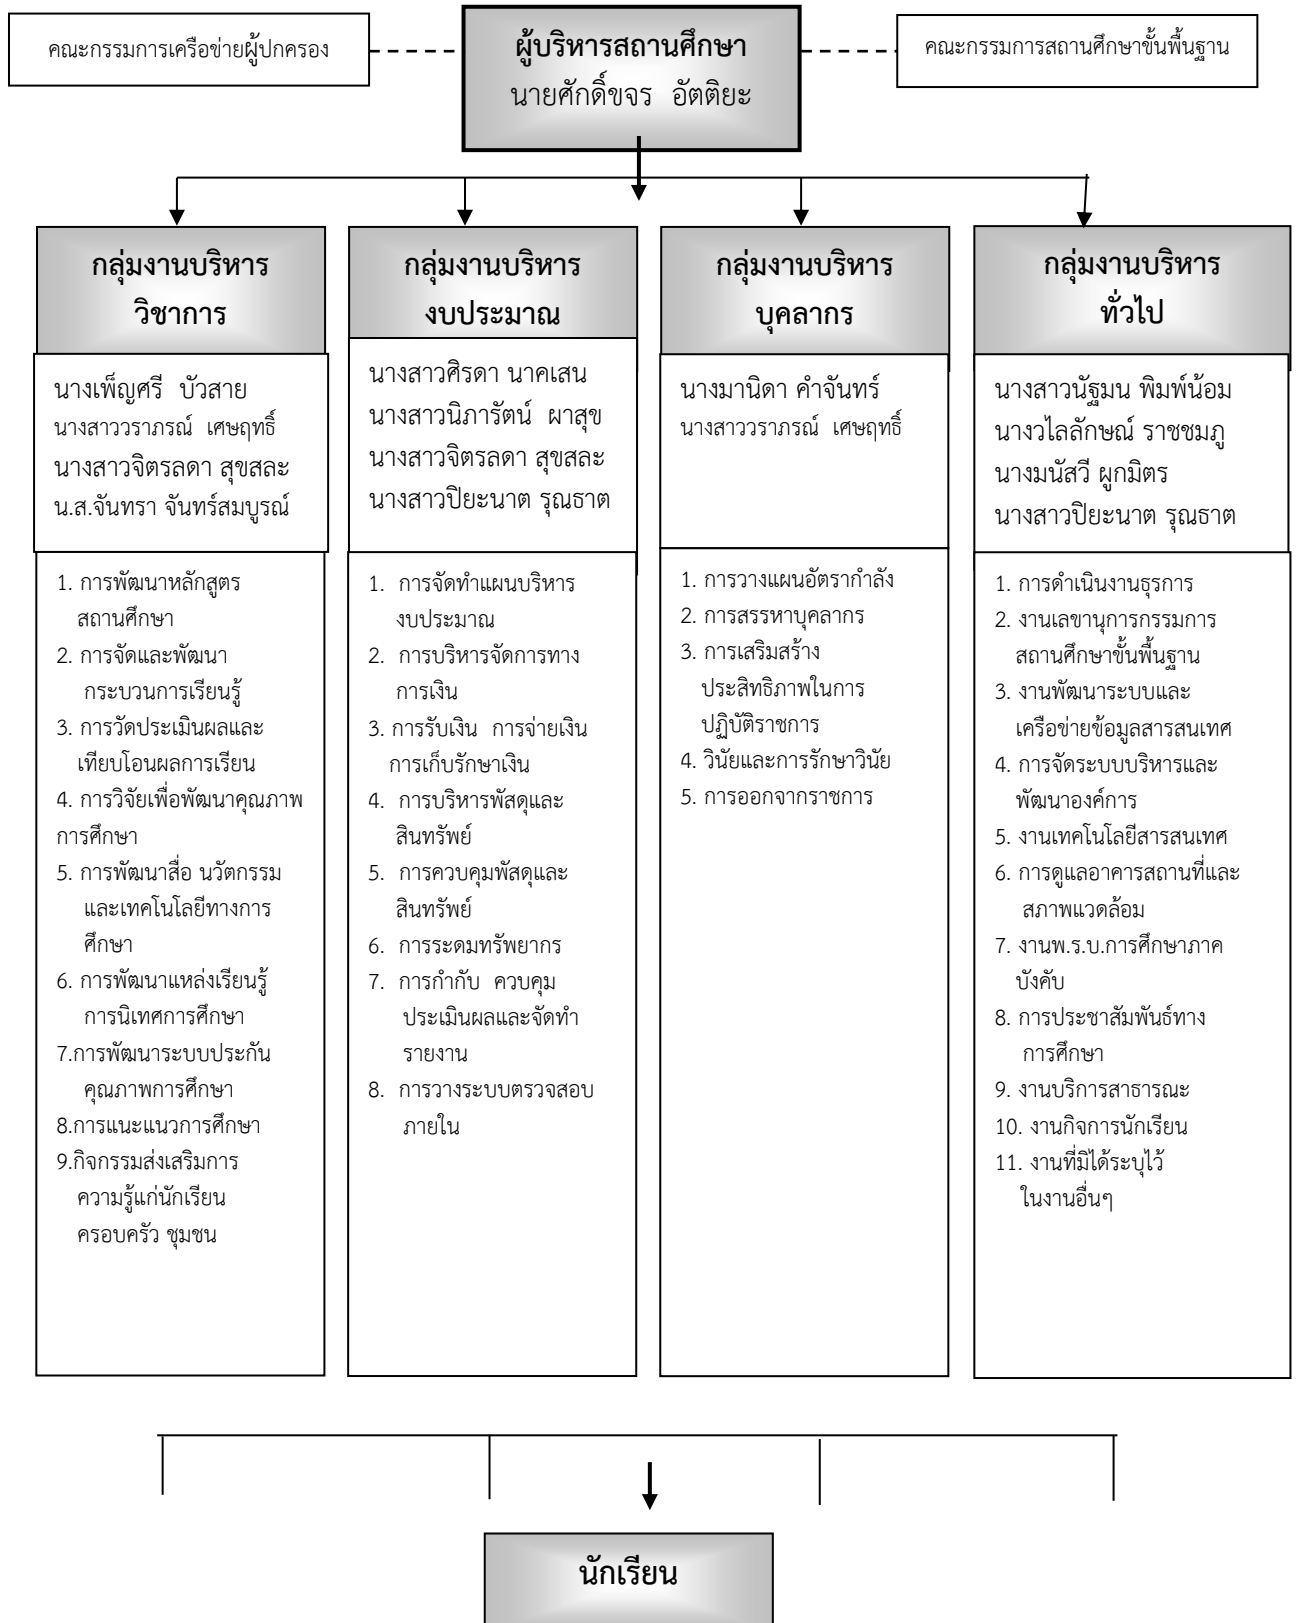 คณะกรรมการเครือข่ายผู้ปกครอง
ผู้บริหารสถานศึกษา
นายศักดิ์ขจร อัตติยะ
คณะกรรมการสถานศึกษาขั้นพื้นฐาน
กลุ่มงานบริหาร
วิชาการ
นางเพ็ญศรี บัวสาย
นางสาววราภรณ์ เศษฤทธิ์
นางสาวจิตรลดา สุขสละ
น.ส.จันทรา จันทร์สมบูรณ์
1. การพัฒนาหลักสูตร
สถานศึกษา
2. การจัดและพัฒนา
กระบวนการเรียนรู้
3. การวัดประเมินผลและ
เทียบโอนผลการเรียน
4. การวิจัยเพื่อพัฒนาคุณภาพ
การศึกษา
5. การพัฒนาสื่อ นวัตกรรม
และเทคโนโลยีทางการ
ศึกษา
6. การพัฒนาแหล่งเรียนรู้
การนิเทศการศึกษา
7.การพัฒนาระบบประกัน
คุณภาพการศึกษา
8.การแนะแนวการศึกษา
9.กิจกรรมส่งเสริมการ
ความรู้แก่นักเรียน
ครอบครัว ชุมชน
กลุ่มงานบริหาร
งบประมาณ
นางสาวศิรดา นาคเสน
นางสาวนิภารัตน์ ผาสุข
นางสาวจิตรลดา สุขสละ
นางสาวปิยะนาต รุณธาต
1. การจัดทำแผนบริหาร
งบประมาณ
2. การบริหารจัดการทาง
การเงิน
3. การรับเงิน การจ่ายเงิน
การเก็บรักษาเงิน
4. การบริหารพัสดุและ
สินทรัพย์
5. การควบคุมพัสดุและ
สินทรัพย์
6. การระดมทรัพยากร
7. การกำกับ ควบคุม
ประเมินผลและจัดทำ
รายงาน
8. การวางระบบตรวจสอบ
ภายใน
กลุ่มงานบริหาร
บุคลากร
นางมานิดา คำจันทร์
นางสาววราภรณ์ เศษฤทธิ์
1. การวางแผนอัตรากำลัง
2. การสรรหาบุคลากร
3. การเสริมสร้าง
ประสิทธิภาพในการ
ปฏิบัติราชการ
4. วินัยและการรักษาวินัย
5. การออกจากราชการ
กลุ่มงานบริหาร
ทั่วไป
นางสาวนัฐมน พิมพ์น้อม
นางวไลลักษณ์ ราชชมภู
นางมนัสวี ผูกมิตร
นางสาวปิยะนาต รุณธาต
1. การดำเนินงานธุรการ
2. งานเลขานุการกรรมการ
สถานศึกษาขั้นพื้นฐาน
3. งานพัฒนาระบบและ
เครือข่ายข้อมูลสารสนเทศ
4. การจัดระบบบริหารและ
พัฒนาองค์การ
5. งานเทคโนโลยีสารสนเทศ
6. การดูแลอาคารสถานที่และ
สภาพแวดล้อม
7. งานพ.ร.บ.การศึกษาภาค
บังคับ
8. การประชาสัมพันธ์ทาง
การศึกษา
9. งานบริการสาธารณะ
10. งานกิจการนักเรียน
11. งานที่มิได้ระบุไว้
ในงานอื่นๆ
นักเรียน